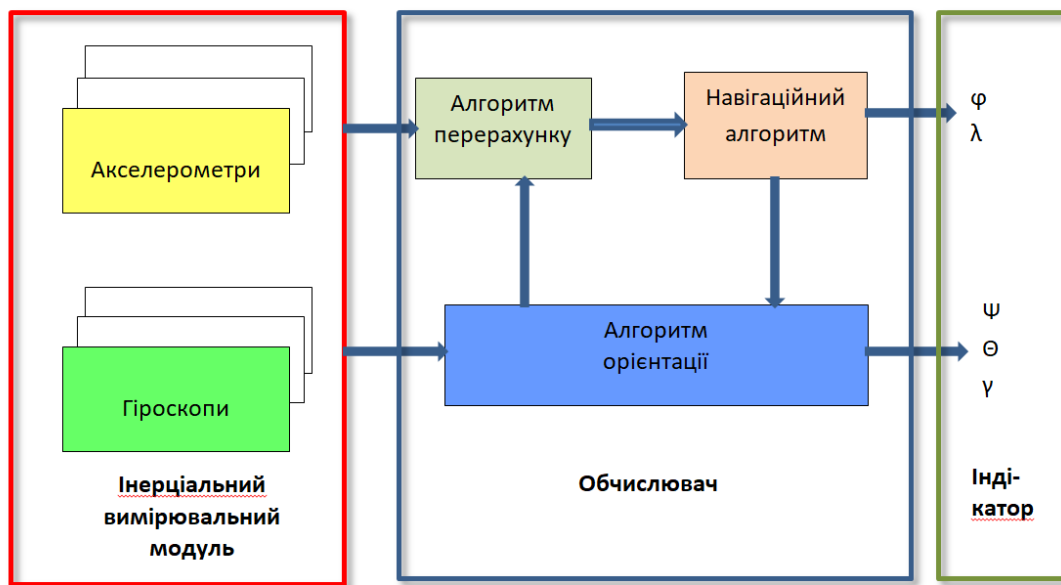 Акселерометри
Гіроскопи
Інерціальний
вимірювальний
модуль
Алгоритм
перерахунку
Навігаційний
алгоритм
Алгоритм
орієнтації
Обчислювач
φ
λ
Ψ
Θ
γ
Інді-
катор